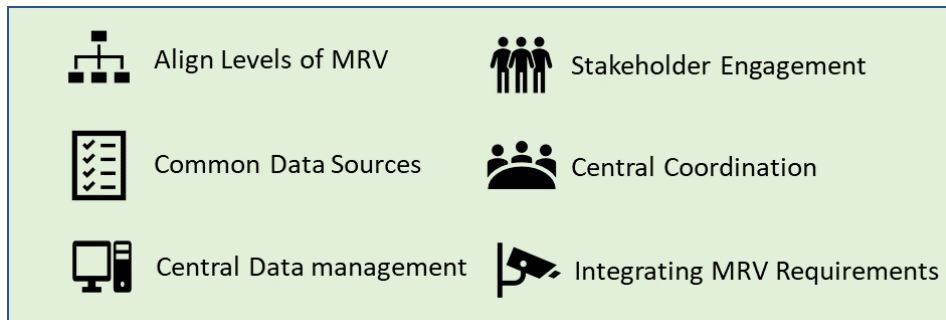 Align Levels of MRV
Stakeholder Engagement
Common Data Sources
Central Coordination
Central Data management
Integrating MRV Requirements